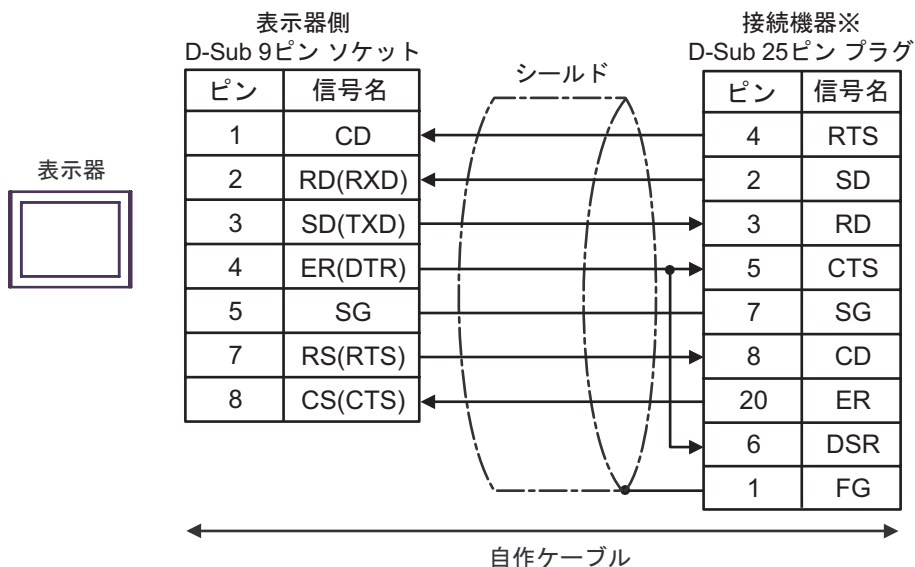 表示器側
D-Sub 9ピン ソケット
接続機器※
D-Sub 25ピン プラグ
シールド
表示器
ピン 信号名
1 CD
2 RD(RXD)
3 SD(TXD)
4 ER(DTR)
5 SG
7 RS(RTS)
8 CS(CTS)
ピン 信号名
4 RTS
2 SD
3 RD
5 CTS
7 SG
8 CD
20 ER
6 DSR
1 FG
自作ケーブル